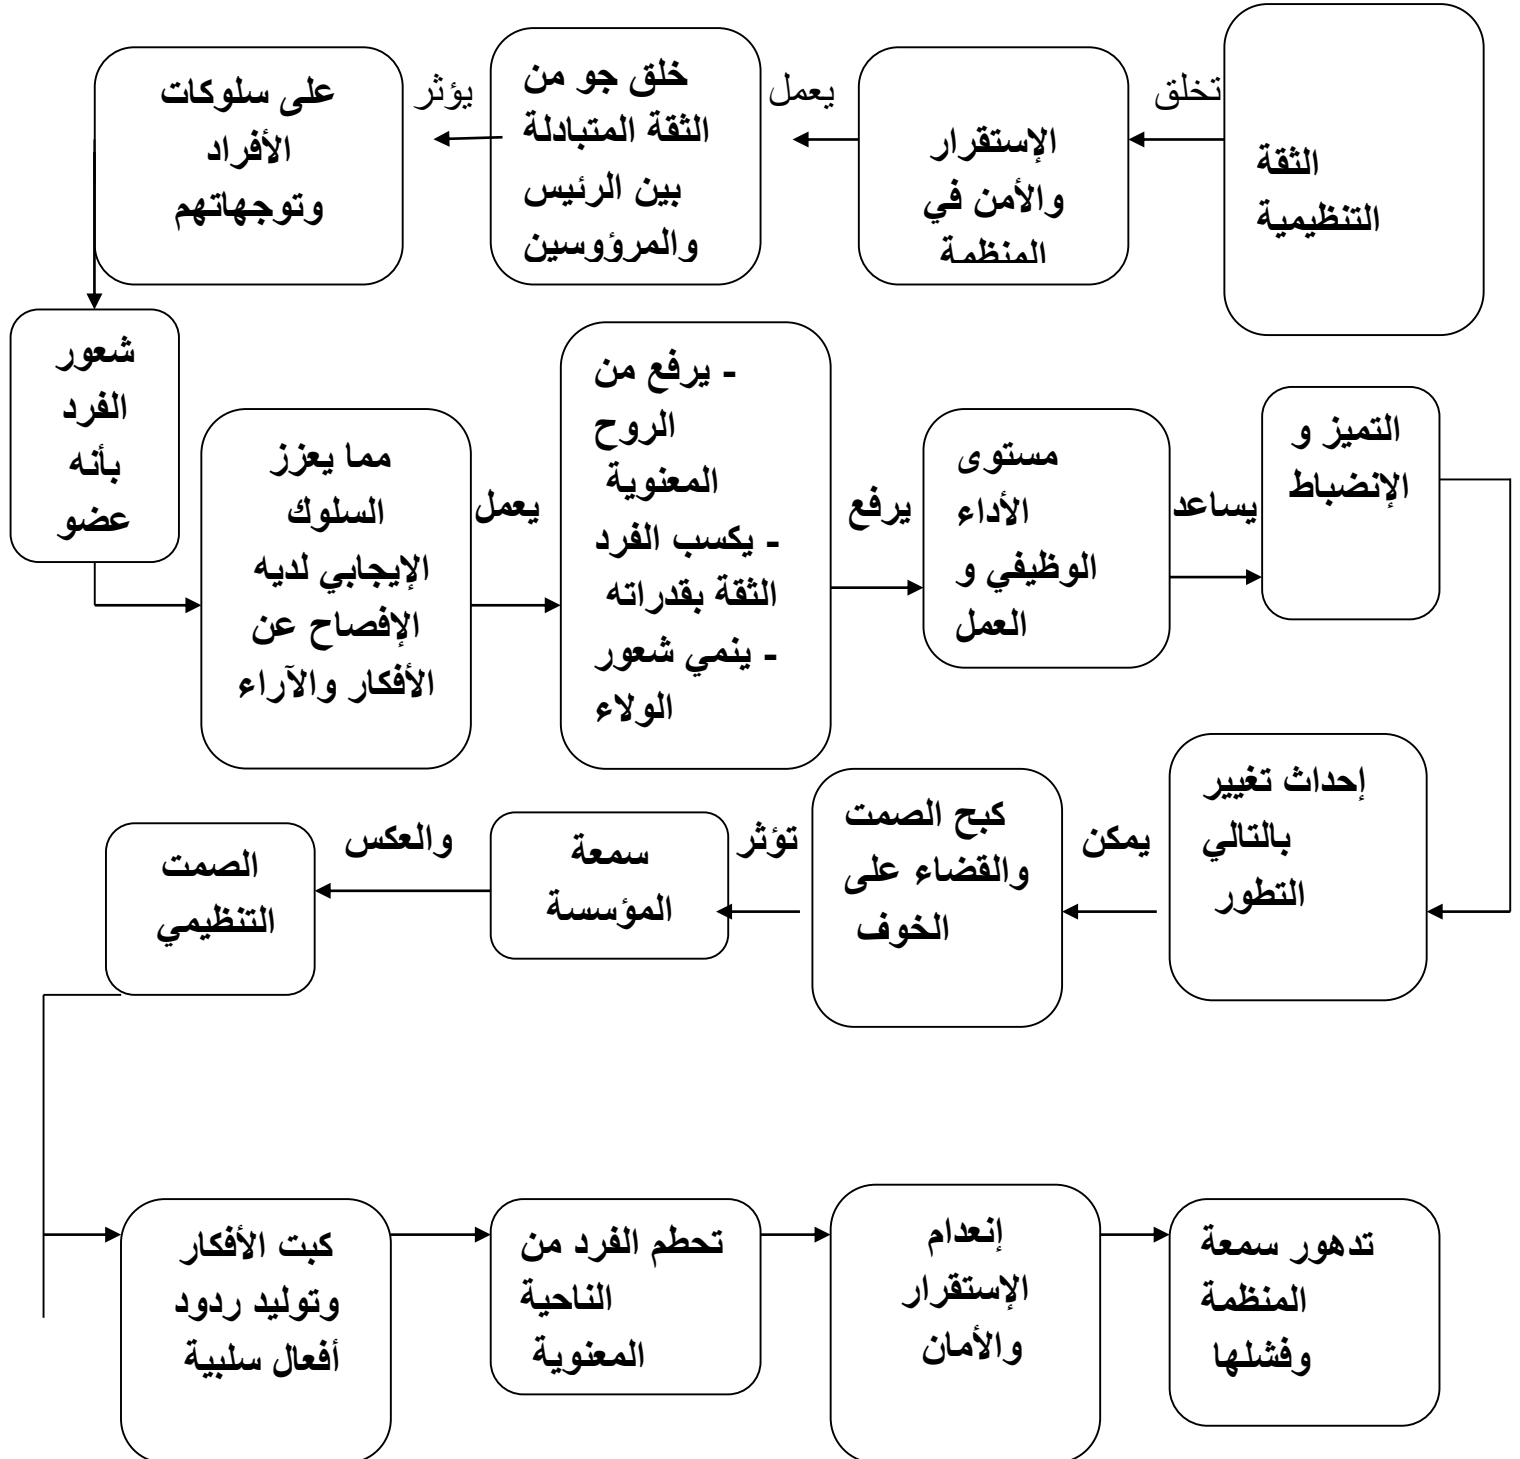 الثقة
التنظيمية
تخلق
الإستقرار
والأمن في
المنظمة
يعمل
خلق جو من
الثقة المتبادلة
بين الرئيس
والمرؤوسين
يؤثر
على سلوكات
الأفراد
وتوجهاتهم
شعور
الفرد
بأنه
عضو
مما يعزز
السلوك
الإيجابي لديه
الإفصاح عن
الأفكار والآراء
يعمل
- يرفع من
الروح
المعنوية
- يكسب الفرد
الثقة بقدراته
- ينمي شعور
الولاء
يرفع
مستوى
الأداء
الوظيفي و
العمل
يساعد
التميز و
الإنضباط
إحداث تغيير
بالتالي
التطور
يمكن
كبح الصمت
والقضاء على
الخوف
تؤثر
سمعة
المؤسسة
والعكس
الصمت
التنظيمي
كبت الأفكار
وتوليد ردود
أفعال سلبية
تحطم الفرد من
الناحية
المعنوية
إنعدام
الإستقرار
والأمان
تدهور سمعة
المنظمة
وفشلها